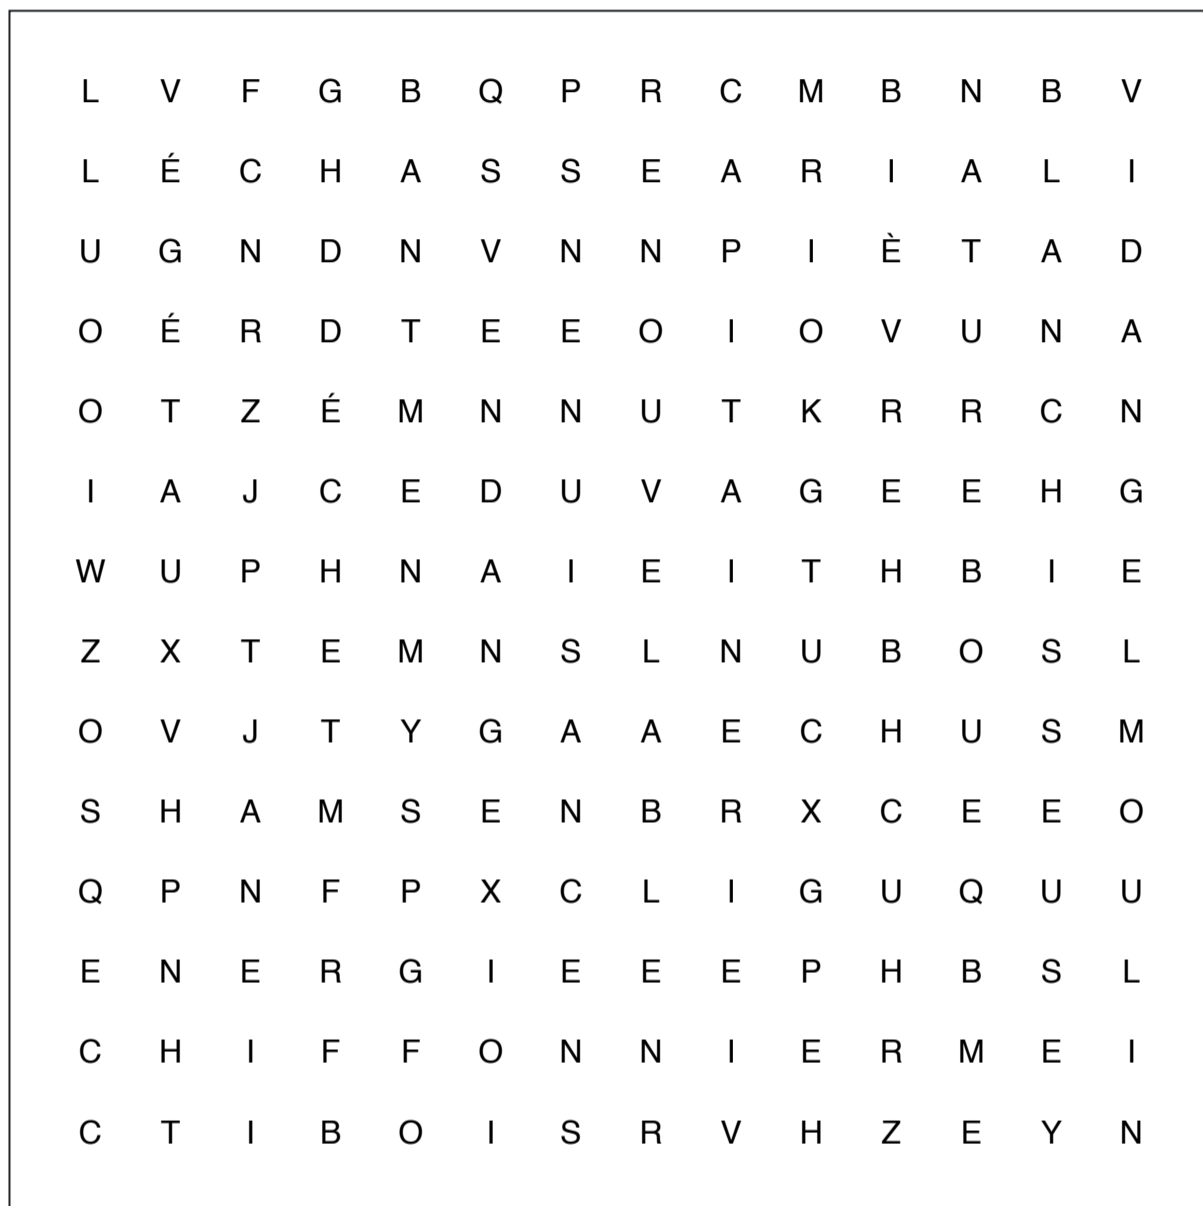 L V F G B Q P R C M B N B V
L É C H A S S E A R I A L I
U G N D N V N N P I È T A D
O É R D T E E O I O V U N A
O T Z É M N N U T K R R C N
I A J C E D U V A G E E H G
W U P H N A I E I T H B I E
Z X T E M N S L N U B O S L
O V J T Y G A A E C H U S M
S H A M S E N B R X C E E O
Q P N F P X C L I G U Q U U
E N E R G I E E E P H B S L
C H I F F O N N I E R M E I
C T I B O I S R V H Z E Y N